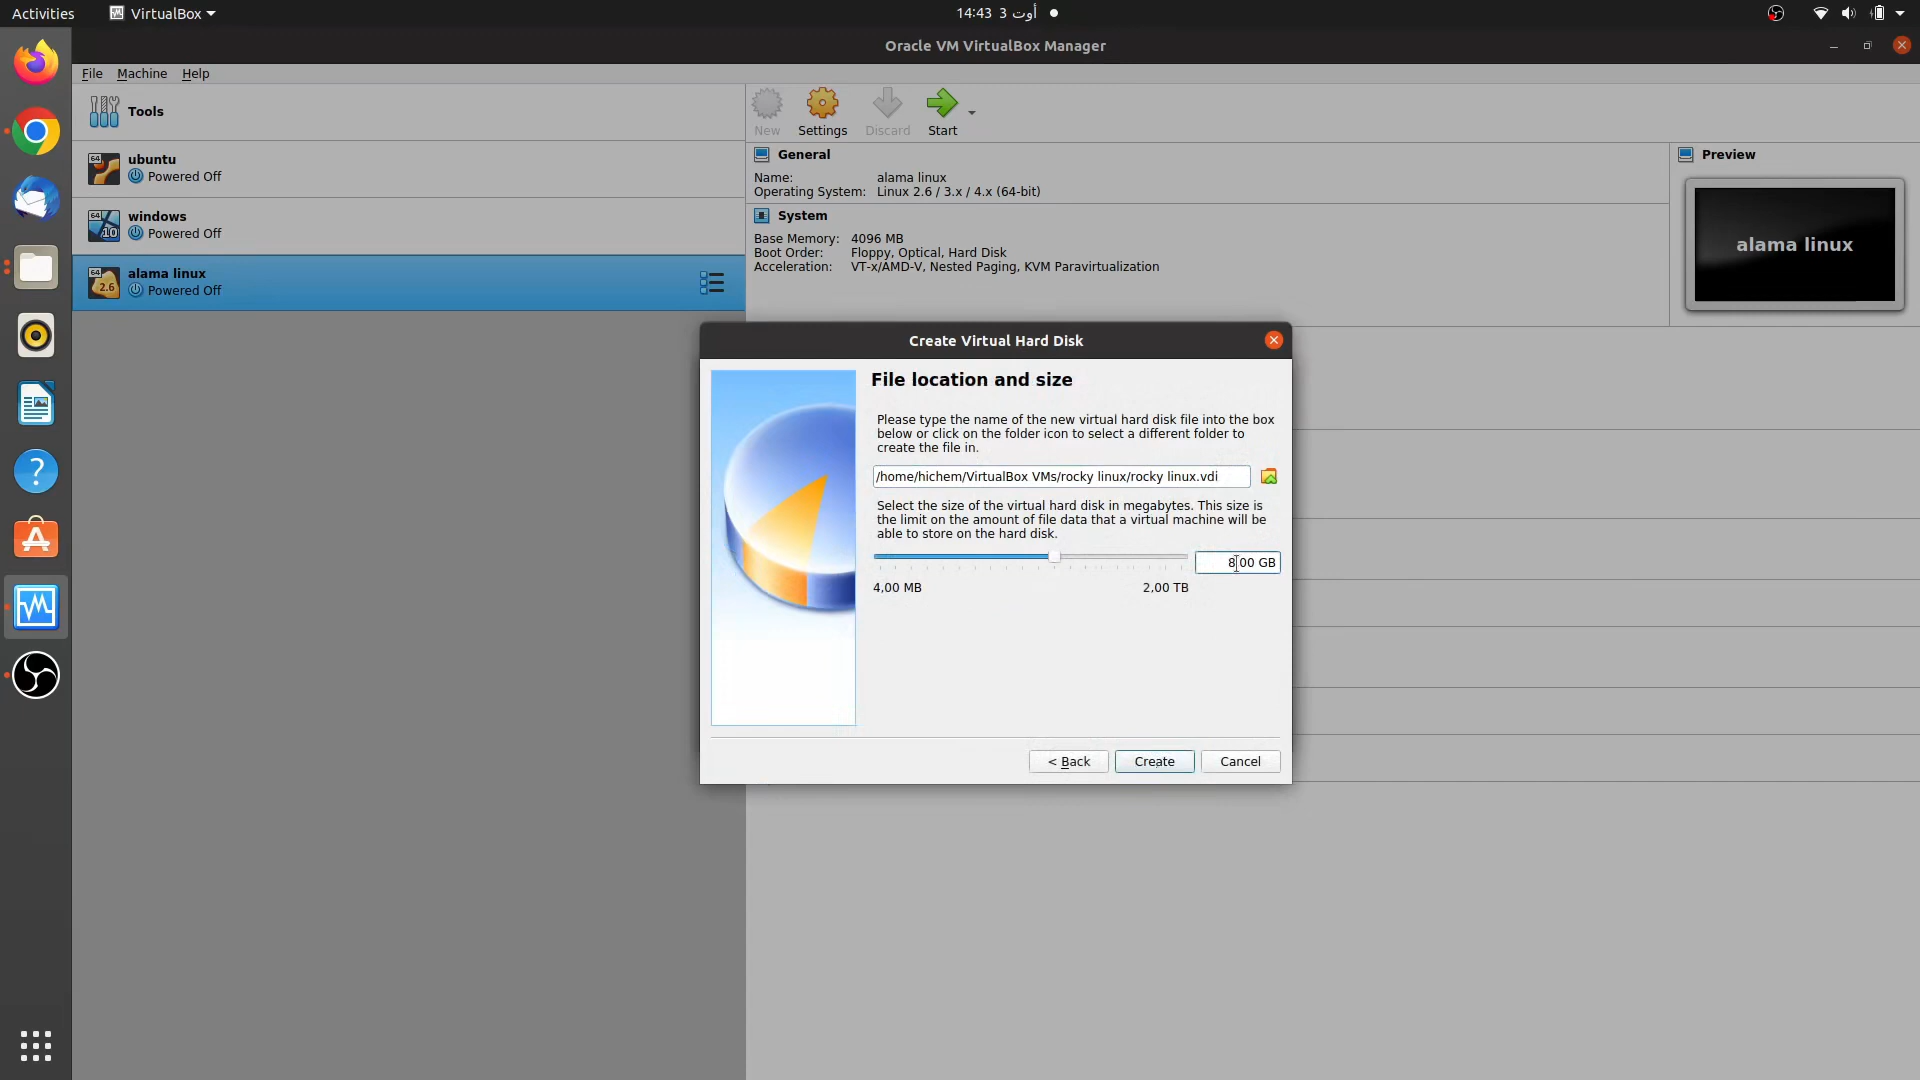 Activities
VirtualBox
14:43 3 أوت
Oracle VM VirtualBox Manager
File Machine Help
Tools
New
Settings
Discard
Start
64
ubuntu
Powered Off
64
10
windows
Powered Off
64
2.6
alama linux
Powered Off
General
Name: alama linux
Operating System: Linux 2.6 / 3.x / 4.x (64-bit)
System
Base Memory: 4096 MB
Boot Order: Floppy, Optical, Hard Disk
Acceleration: VT-x/AMD-V, Nested Paging, KVM Paravirtualization
Preview
alama linux
Create Virtual Hard Disk
File location and size
Please type the name of the new virtual hard disk file into the box
below or click on the folder icon to select a different folder to
create the file in.
/home/hichem/VirtualBox VMs/rocky linux/rocky linux.vdi
Select the size of the virtual hard disk in megabytes. This size is
the limit on the amount of file data that a virtual machine will be
able to store on the hard disk.
8,00 GB
4,00 MB
2,00 TB
< Back
Create
Cancel